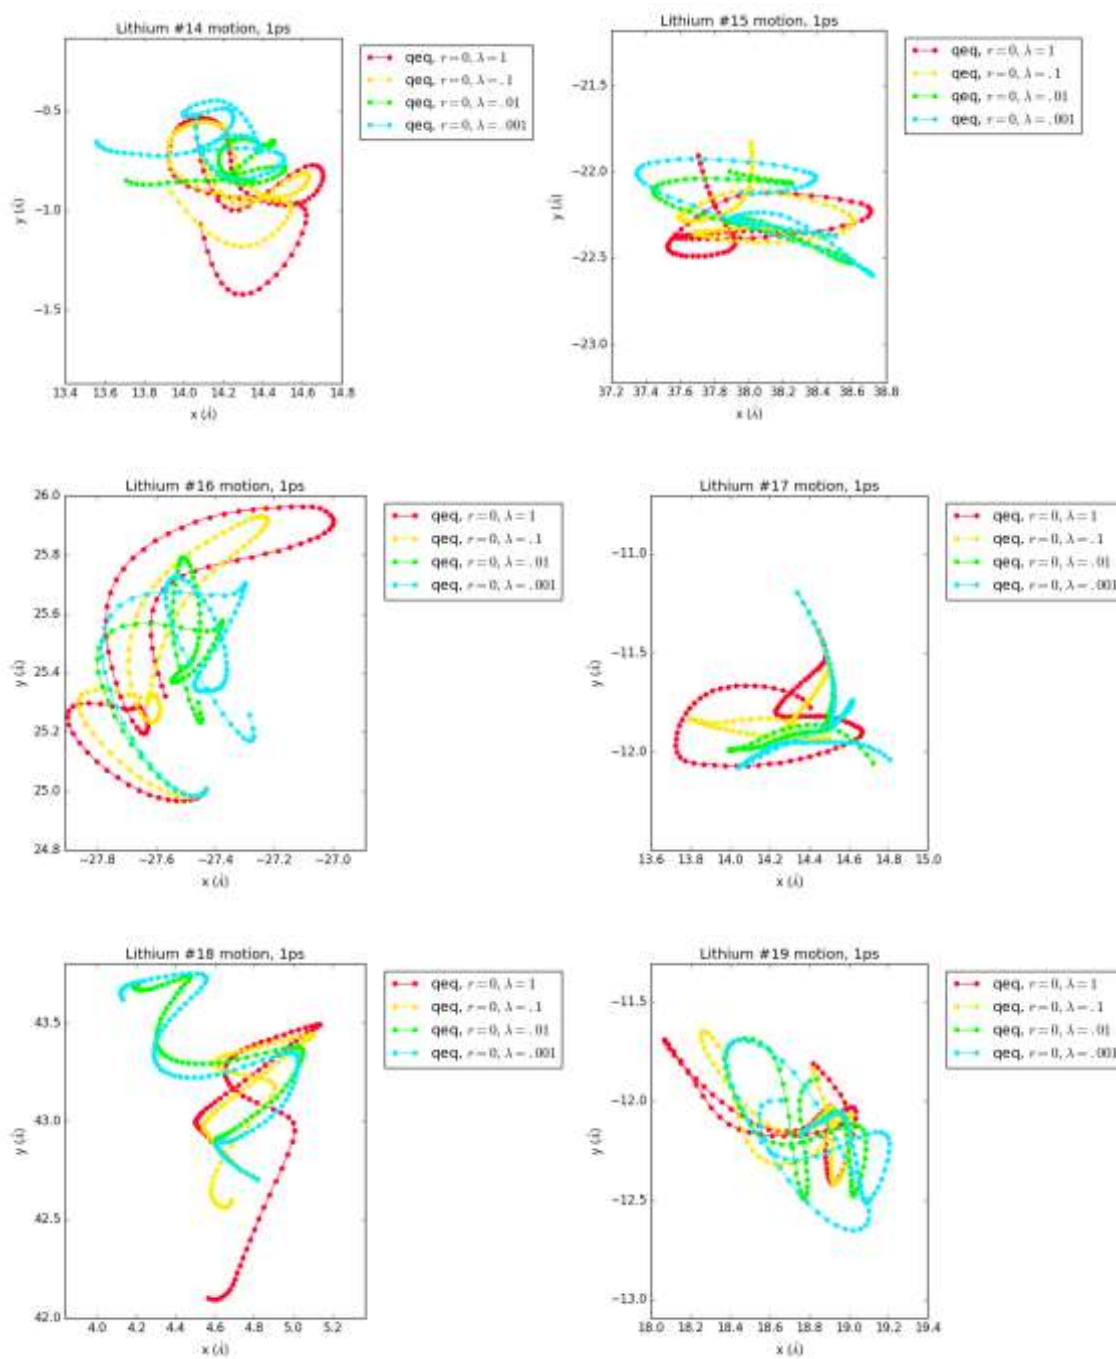 Lithium #14 motion, 1ps
qeq, r = 0, λ = 1
qeq, r = 0, λ = .1
qeq, r = 0, λ = .01
qeq, r = 0, λ = .001
−0.5
−1.0
−1.5
y (Å)
13.4 13.6 13.8 14.0 14.2 14.4 14.6 14.8
x (Å)
Lithium #15 motion, 1ps
qeq, r = 0, λ = 1
qeq, r = 0, λ = .1
qeq, r = 0, λ = .01
qeq, r = 0, λ = .001
−21.5
−22.0
−22.5
−23.0
y (Å)
37.2 37.4 37.6 37.8 38.0 38.2 38.4 38.6 38.8
x (Å)
Lithium #16 motion, 1ps
qeq, r = 0, λ = 1
qeq, r = 0, λ = .1
qeq, r = 0, λ = .01
qeq, r = 0, λ = .001
26.0
25.8
25.6
25.4
25.2
25.0
24.8
y (Å)
−27.8 −27.6 −27.4 −27.2 −27.0
x (Å)
Lithium #17 motion, 1ps
qeq, r = 0, λ = 1
qeq, r = 0, λ = .1
qeq, r = 0, λ = .01
qeq, r = 0, λ = .001
−11.0
−11.5
−12.0
y (Å)
13.6 13.8 14.0 14.2 14.4 14.6 14.8 15.0
x (Å)
Lithium #18 motion, 1ps
qeq, r = 0, λ = 1
qeq, r = 0, λ = .1
qeq, r = 0, λ = .01
qeq, r = 0, λ = .001
43.5
43.0
42.5
42.0
y (Å)
4.0 4.2 4.4 4.6 4.8 5.0 5.2
x (Å)
Lithium #19 motion, 1ps
qeq, r = 0, λ = 1
qeq, r = 0, λ = .1
qeq, r = 0, λ = .01
qeq, r = 0, λ = .001
−11.5
−12.0
−12.5
−13.0
y (Å)
18.0 18.2 18.4 18.6 18.8 19.0 19.2 19.4
x (Å)